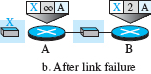 X ∞ A X 2 A
X
A B
b. After link failure